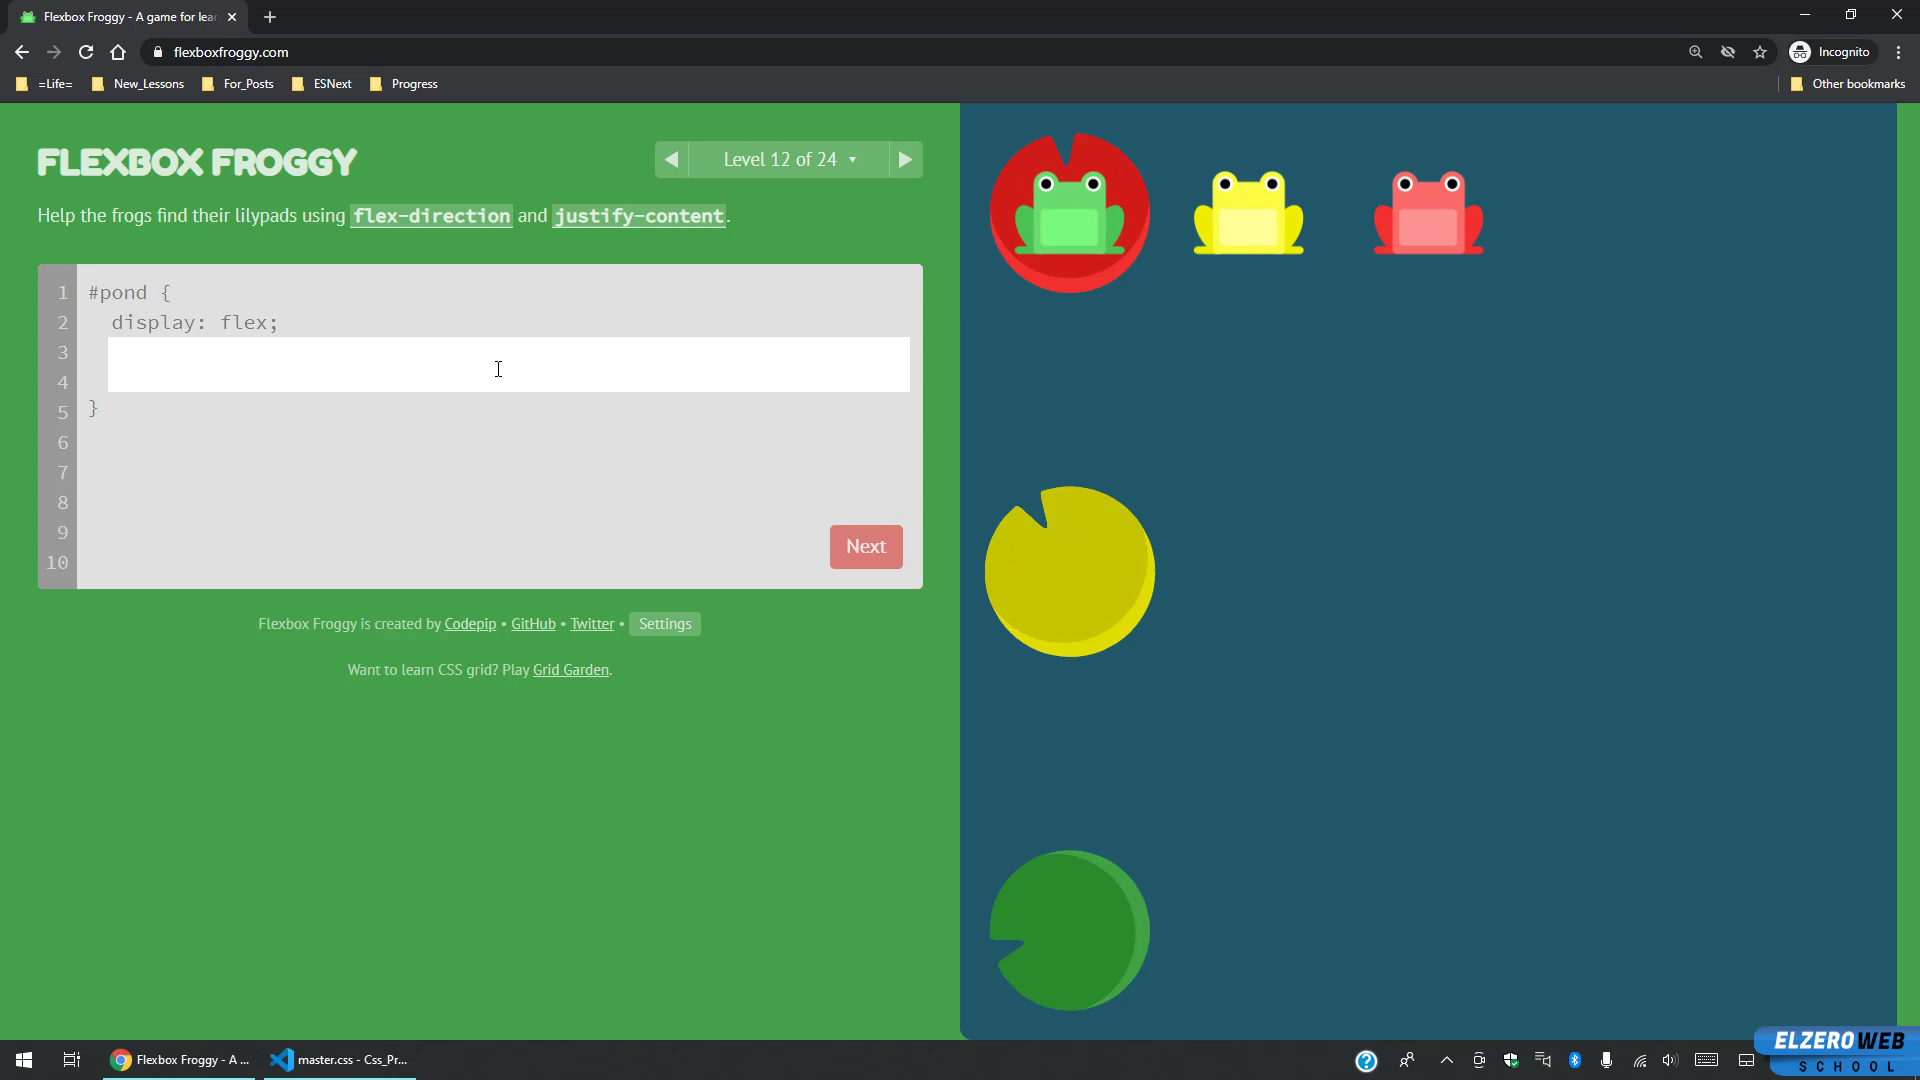 Flexbox Froggy - A game for lear
flexboxfroggy.com
Incognito
=Life=
New_Lessons
For_Posts
ESNext
Progress
Other bookmarks
FLEXBOX FROGGY
Level 12 of 24
Help the frogs find their lilypads using flex-direction and justify-content.
1 #pond {
2 display: flex;
3
4
5 }
6
7
8
9
10
Next
Flexbox Froggy is created by Codepip • GitHub • Twitter • Settings
Want to learn CSS grid? Play Grid Garden.
Flexbox Froggy - A ...
master.css - Css_Pr...
ELZEROWEB
SCHOOL